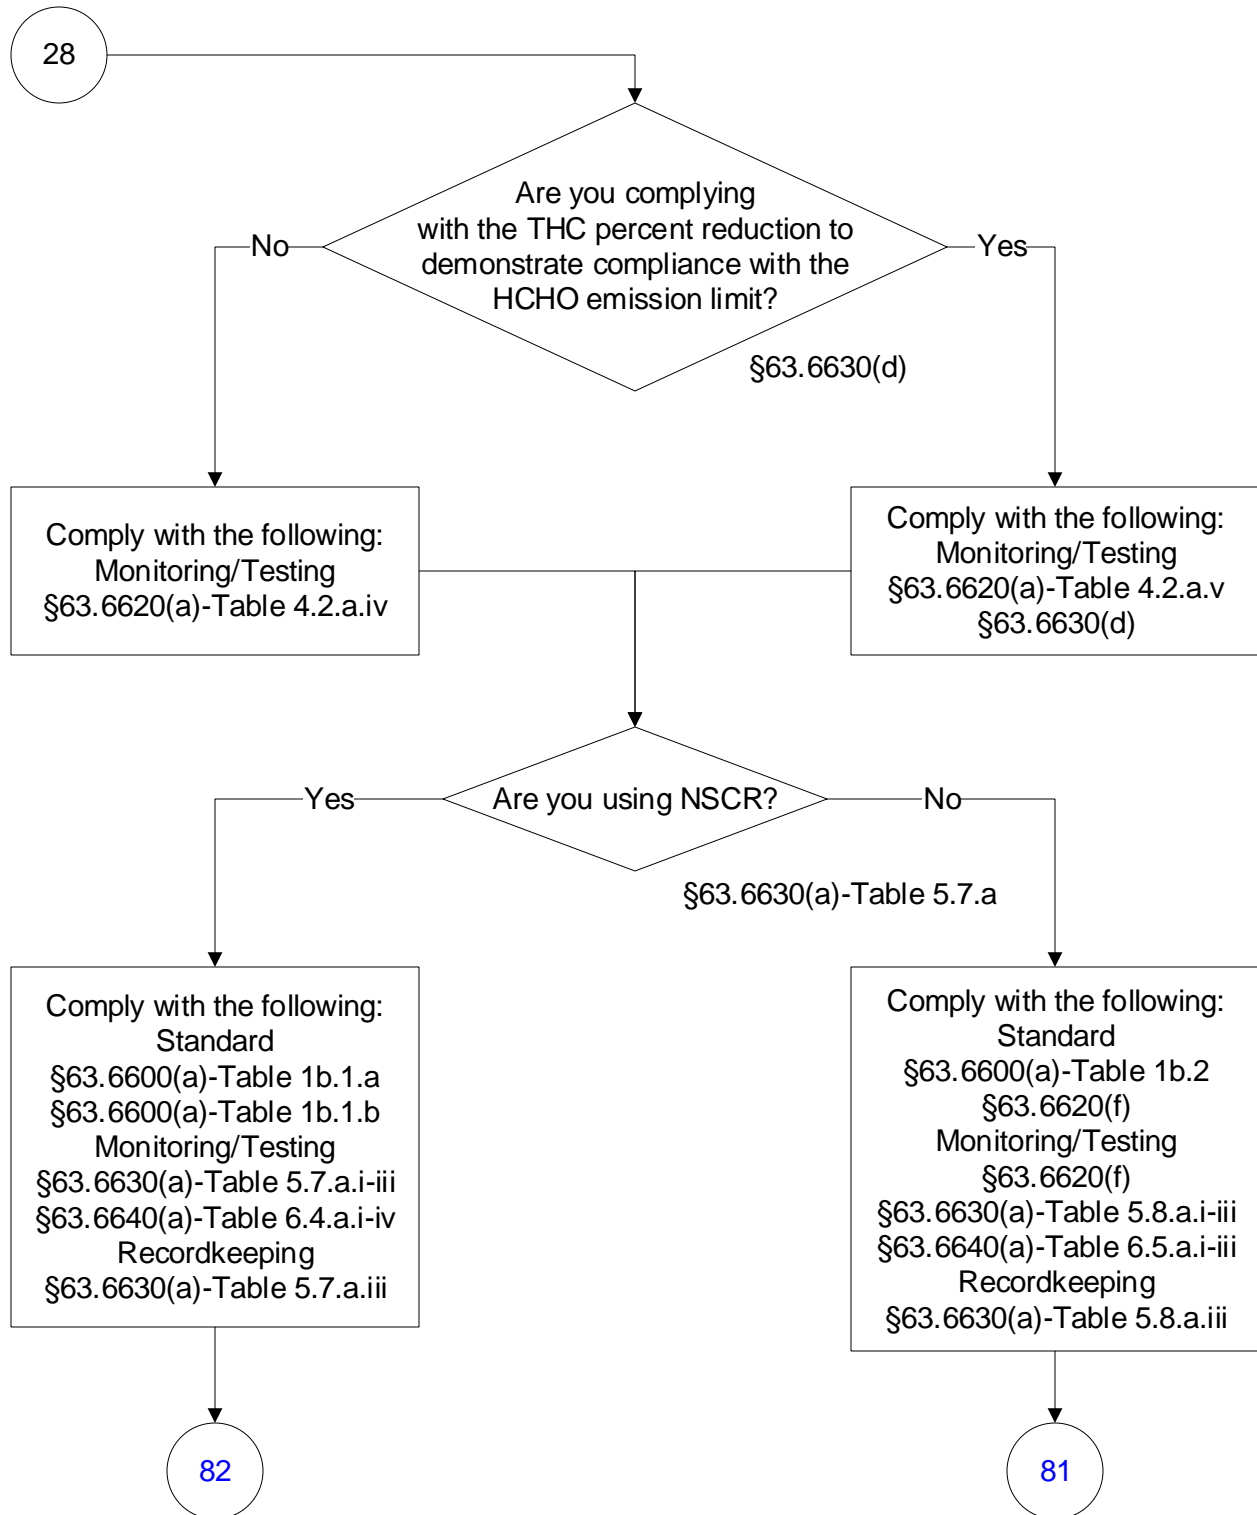 28
Are you complying
with the THC percent reduction to
demonstrate compliance with the
HCHO emission limit?
No
Yes
§63.6630(d)
Comply with the following:
Monitoring/Testing
§63.6620(a)-Table 4.2.a.iv
Comply with the following:
Monitoring/Testing
§63.6620(a)-Table 4.2.a.v
§63.6630(d)
Yes
Are you using NSCR?
No
§63.6630(a)-Table 5.7.a
Comply with the following:
Standard
§63.6600(a)-Table 1b.1.a
§63.6600(a)-Table 1b.1.b
Monitoring/Testing
§63.6630(a)-Table 5.7.a.i-iii
§63.6640(a)-Table 6.4.a.i-iv
Recordkeeping
§63.6630(a)-Table 5.7.a.iii
Comply with the following:
Standard
§63.6600(a)-Table 1b.2
§63.6620(f)
Monitoring/Testing
§63.6620(f)
§63.6630(a)-Table 5.8.a.i-iii
§63.6640(a)-Table 6.5.a.i-iii
Recordkeeping
§63.6630(a)-Table 5.8.a.iii
82
81